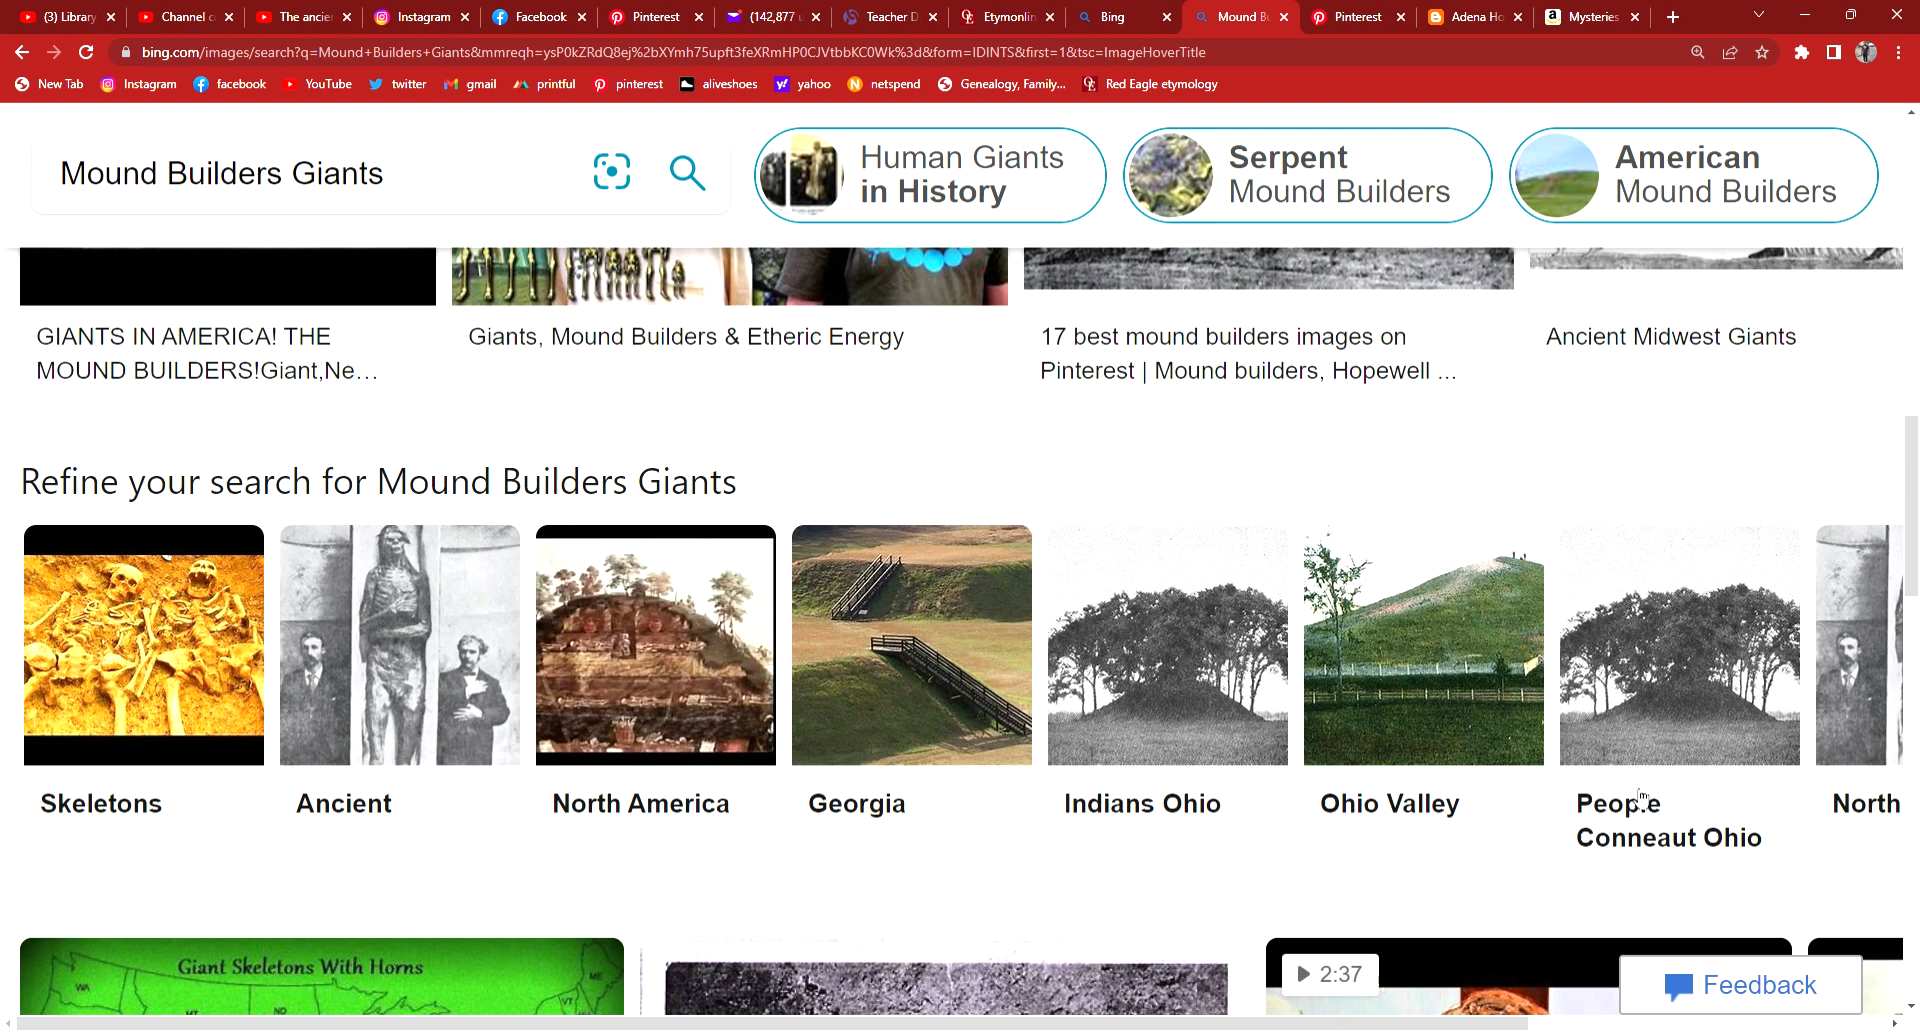 (3) Library
Channel c
The ancie
Instagram
Facebook
Pinterest
(142,877 u
Teacher D
Etymonlin
Bing
Mound Bu
Pinterest
Adena Ho
Mysteries
bing.com/images/search?q=Mound+Builders+Giants&mmreqh=ysP0kZRdQ8ej%2bXYmh75upft3feXRmHP0CJVtbbKC0Wk%3d&form=IDINTS&first=1&tsc=ImageHoverTitle
New Tab
Instagram
facebook
YouTube
twitter
gmail
printful
pinterest
aliveshoes
yahoo
netspend
Genealogy, Family...
Red Eagle etymology
Mound Builders Giants
Human Giants
in History
Serpent
Mound Builders
American
Mound Builders
GIANTS IN AMERICA! THE
MOUND BUILDERS!Giant,Ne...
Giants, Mound Builders & Etheric Energy
17 best mound builders images on
Pinterest | Mound builders, Hopewell ...
Ancient Midwest Giants
Refine your search for Mound Builders Giants
Skeletons
Ancient
North America
Georgia
Indians Ohio
Ohio Valley
People
Conneaut Ohio
North
Giant Skeletons With Horns
WA
MT
ND
VT
ME
2:37
Feedback